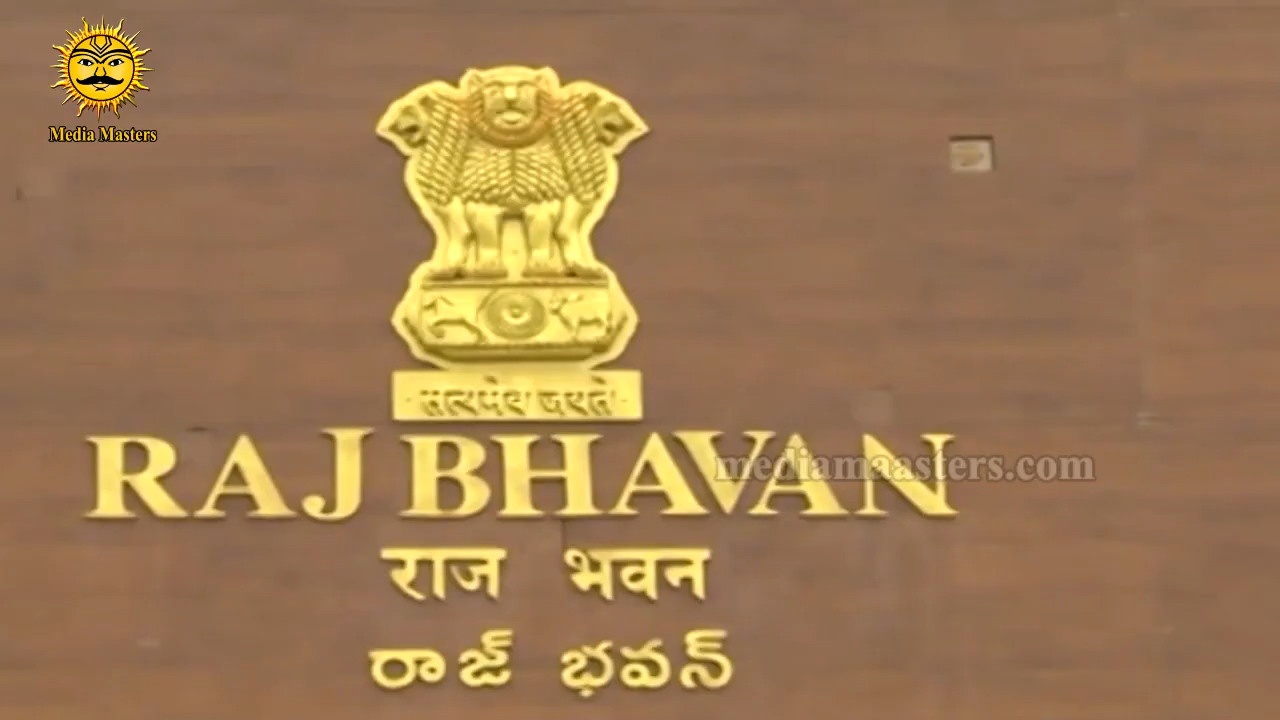 Media Masters
सत्यमेव जयते
RAJ BHAVAN
mediamaasters.com
राज भवन
రాజ్ భవన్